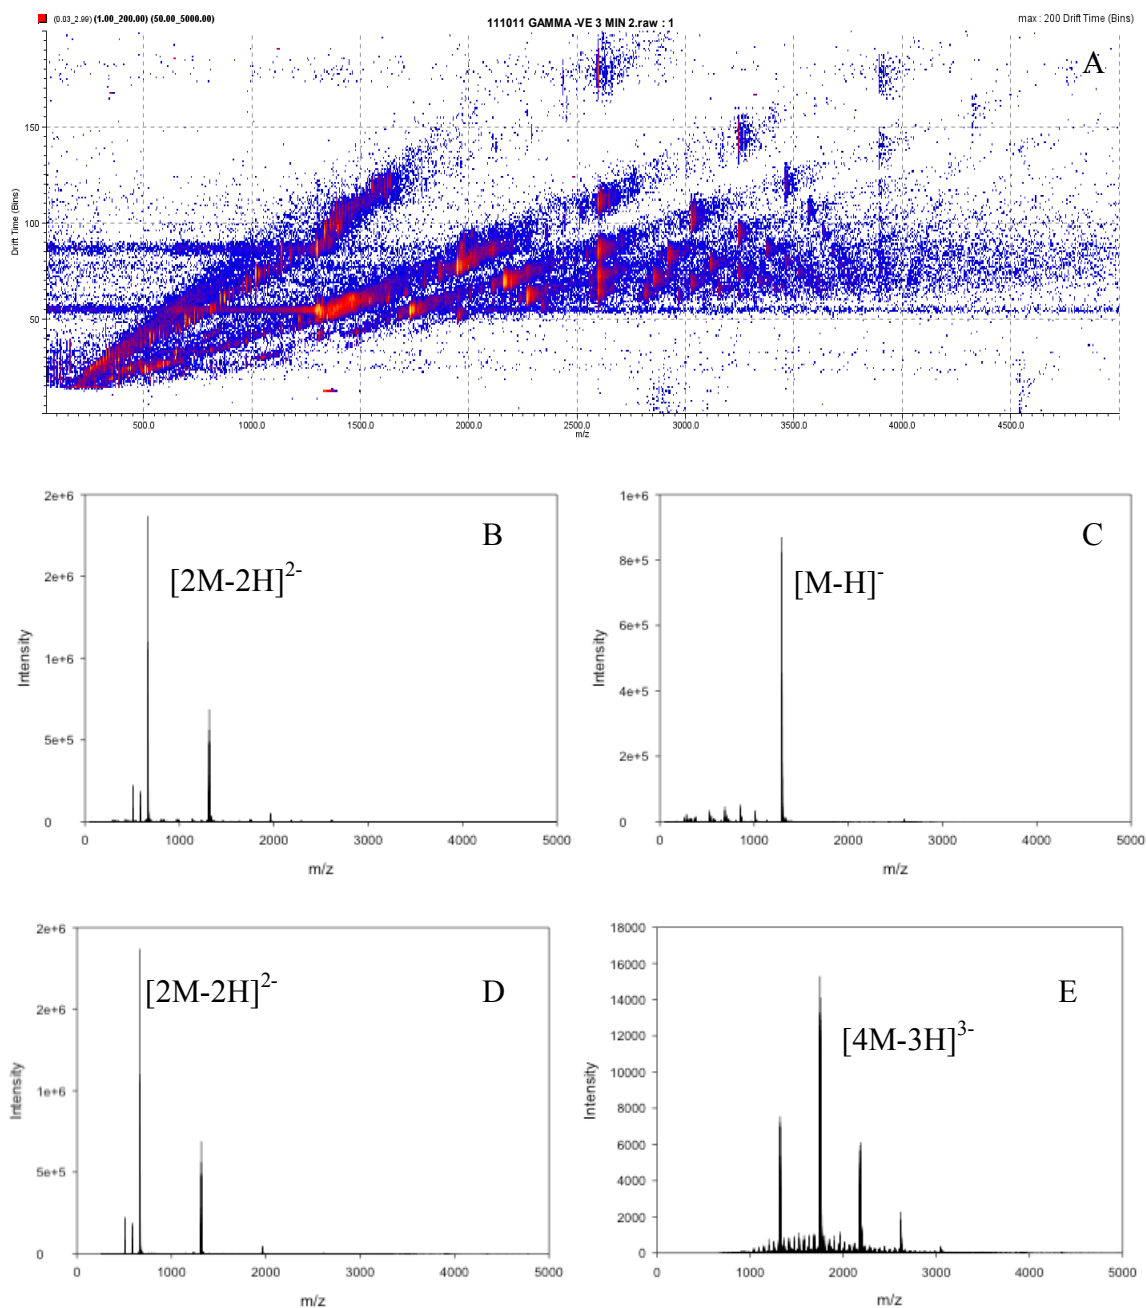 (0.03_2.99) (1.00_200.00) (50.00_5000.00)
111011 GAMMA -VE 3 MIN 2.raw : 1
max : 200 Drift Time (Bins)
A
150
100
50
Drift Time (Bins)
500.0 1000.0 1500.0 2000.0 2500.0 3000.0 3500.0 4000.0 4500.0
m/z
B
[2M-2H]2-
2e+6
2e+6
1e+6
5e+5
0
Intensity
0 1000 2000 3000 4000 5000
m/z
C
[M-H]-
1e+6
8e+5
6e+5
4e+5
2e+5
0
Intensity
0 1000 2000 3000 4000 5000
m/z
D
[2M-2H]2-
2e+6
2e+6
1e+6
5e+5
0
Intensity
0 1000 2000 3000 4000 5000
m/z
E
[4M-3H]3-
18000
16000
14000
12000
10000
8000
6000
4000
2000
0
Intensity
0 1000 2000 3000 4000 5000
m/z